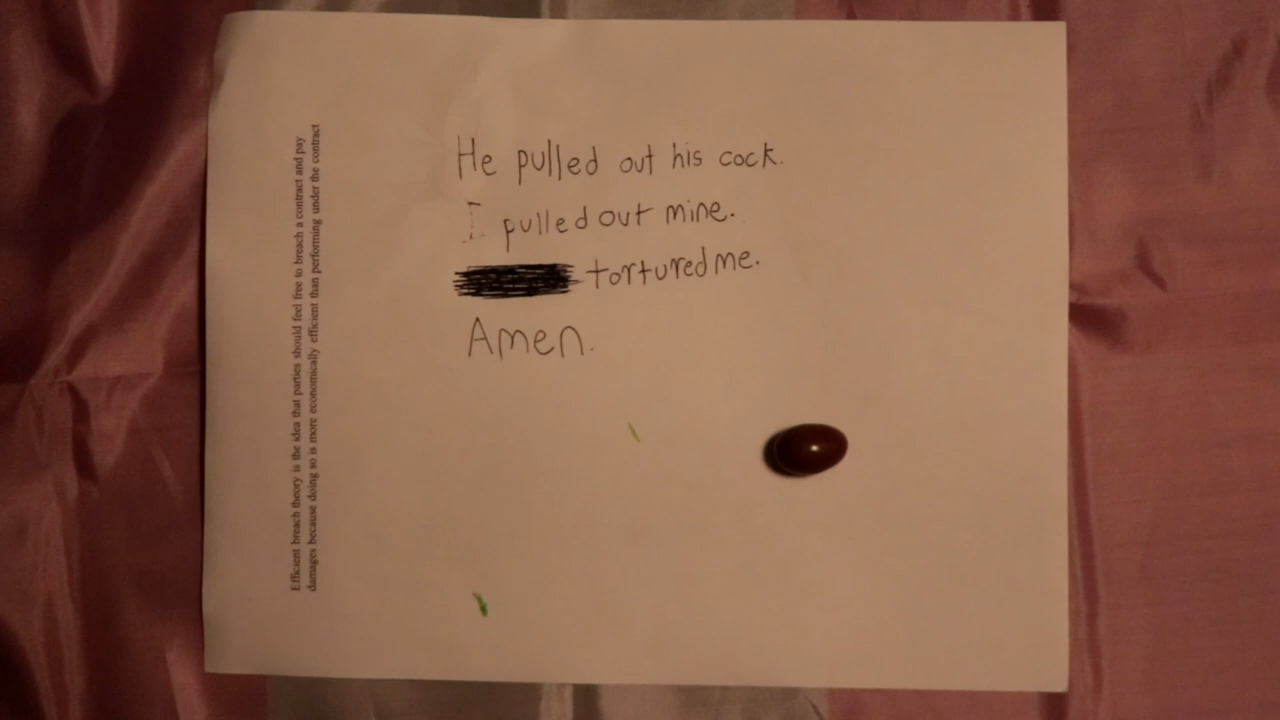 He pulled out his cock.
I pulled out mine.
tortured me.
Amen.
Efficient breach theory is the idea that parties should feel free to breach a contract and pay
damages because doing so is more economically efficient than performing under the contract